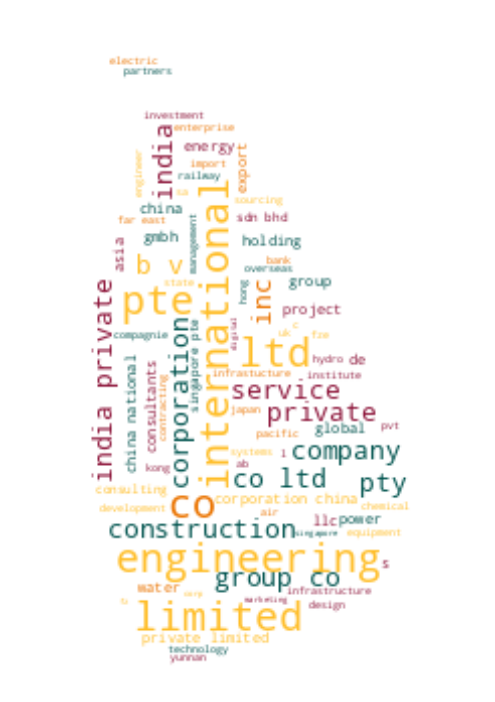 electric
partners
investment
enterprise
india
energy
engineer
import
export
railway
sa
sourcing
china
far east
sdn bhd
management
international
gmbh
asia
holding
b v
bank
overseas
state
hong
group
inc
pte
india private
project
corporation
singapore pte
digital
c
uk
fze
compagnie
ltd
china national
consultants
contracting
hydro
de
infrastucture
institute
service
japan
private
global
pvt
pacific
company
systems
i
ab
kong
co ltd
pty
consulting
corporation china
co
development
air
chemical
llc
power
construction
singapore
equipment
engineering
s
group co
water
infrastructure
corp
marketing
design
limited
private limited
technology
yunnan